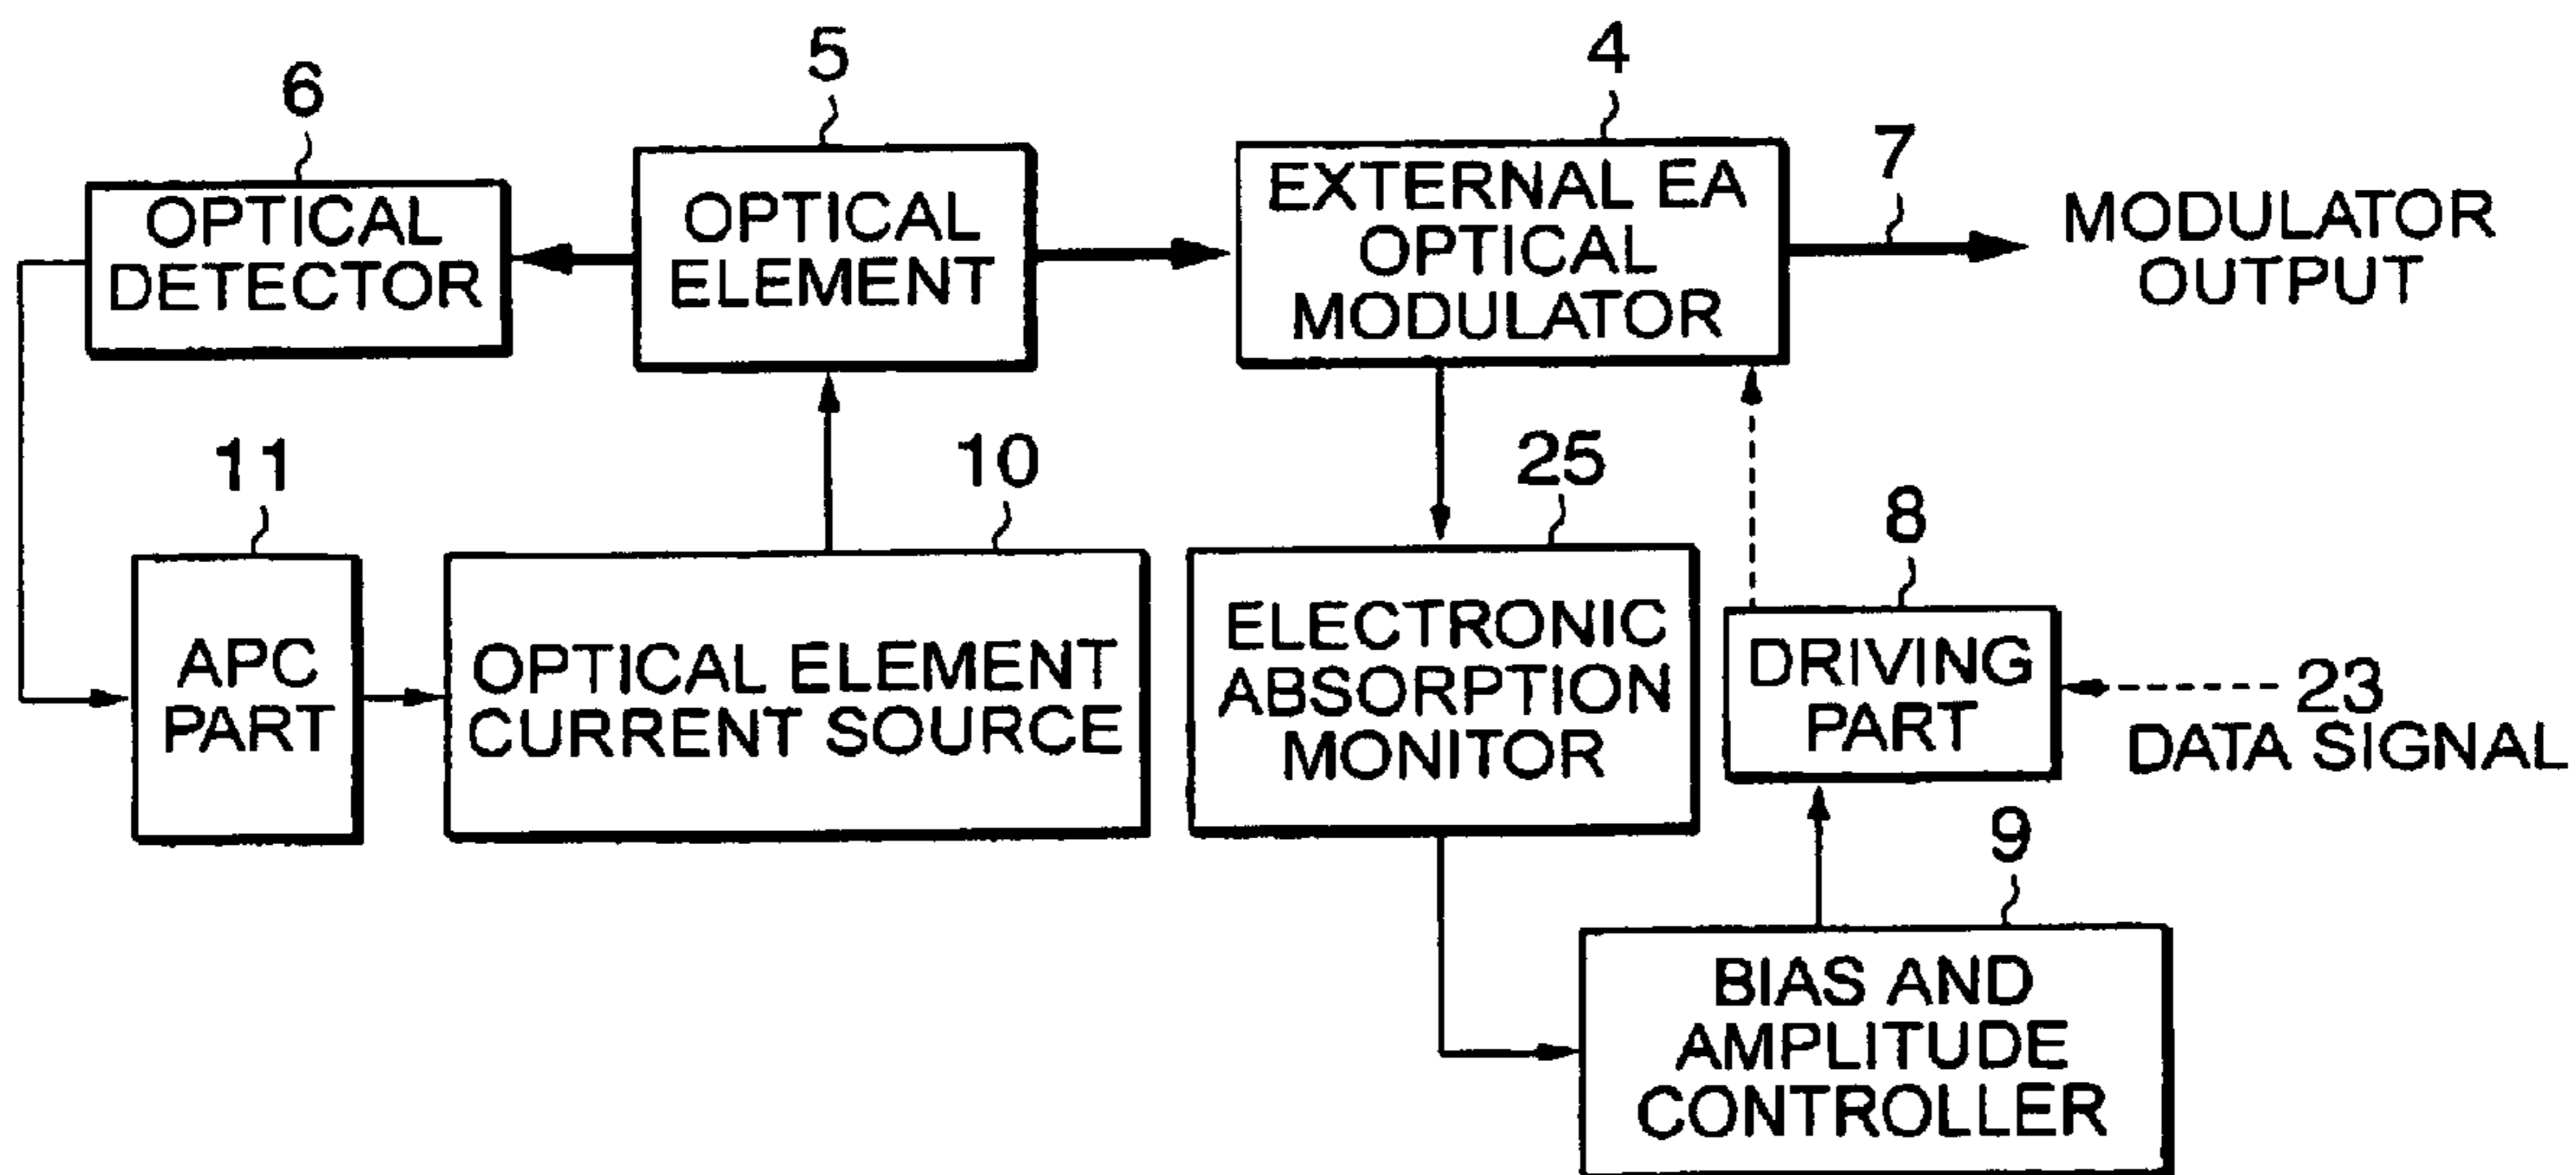 6
OPTICAL
DETECTOR
5
OPTICAL
ELEMENT
4
EXTERNAL EA
OPTICAL
MODULATOR
7
MODULATOR
OUTPUT
11
APC
PART
10
OPTICAL ELEMENT
CURRENT SOURCE
25
ELECTRONIC
ABSORPTION
MONITOR
8
DRIVING
PART
23
DATA SIGNAL
9
BIAS AND
AMPLITUDE
CONTROLLER